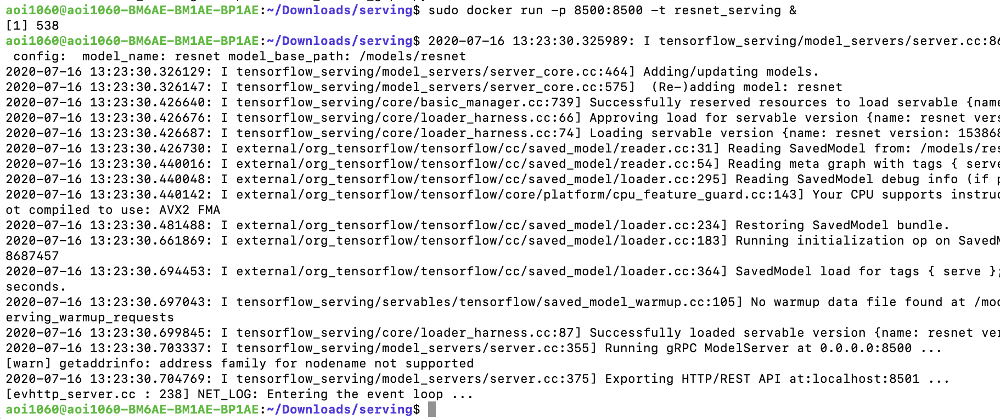 aoi1060@aoi1060-BM6AE-BM1AE-BP1AE:~/Downloads/serving$ sudo docker run -p 8500:8500 -t resnet_serving &
[1] 538
aoi1060@aoi1060-BM6AE-BM1AE-BP1AE:~/Downloads/serving$ 2020-07-16 13:23:30.325989: I tensorflow_serving/model_servers/server.cc:86
config:  model_name: resnet model_base_path: /models/resnet
2020-07-16 13:23:30.326129: I tensorflow_serving/model_servers/server_core.cc:464] Adding/updating models.
2020-07-16 13:23:30.326147: I tensorflow_serving/model_servers/server_core.cc:575]  (Re-)adding model: resnet
2020-07-16 13:23:30.426640: I tensorflow_serving/core/basic_manager.cc:739] Successfully reserved resources to load servable {name
2020-07-16 13:23:30.426676: I tensorflow_serving/core/loader_harness.cc:66] Approving load for servable version {name: resnet vers
2020-07-16 13:23:30.426687: I tensorflow_serving/core/loader_harness.cc:74] Loading servable version {name: resnet version: 153868
2020-07-16 13:23:30.426730: I external/org_tensorflow/tensorflow/cc/saved_model/reader.cc:31] Reading SavedModel from: /models/res
2020-07-16 13:23:30.440016: I external/org_tensorflow/tensorflow/cc/saved_model/reader.cc:54] Reading meta graph with tags { serve
2020-07-16 13:23:30.440048: I external/org_tensorflow/tensorflow/cc/saved_model/loader.cc:295] Reading SavedModel debug info (if p
2020-07-16 13:23:30.440142: I external/org_tensorflow/tensorflow/core/platform/cpu_feature_guard.cc:143] Your CPU supports instruc
ot compiled to use: AVX2 FMA
2020-07-16 13:23:30.481488: I external/org_tensorflow/tensorflow/cc/saved_model/loader.cc:234] Restoring SavedModel bundle.
2020-07-16 13:23:30.661869: I external/org_tensorflow/tensorflow/cc/saved_model/loader.cc:183] Running initialization op on SavedM
8687457
2020-07-16 13:23:30.694453: I external/org_tensorflow/tensorflow/cc/saved_model/loader.cc:364] SavedModel load for tags { serve };
seconds.
2020-07-16 13:23:30.697043: I tensorflow_serving/servables/tensorflow/saved_model_warmup.cc:105] No warmup data file found at /mod
erving_warmup_requests
2020-07-16 13:23:30.699845: I tensorflow_serving/core/loader_harness.cc:87] Successfully loaded servable version {name: resnet ver
2020-07-16 13:23:30.703337: I tensorflow_serving/model_servers/server.cc:355] Running gRPC ModelServer at 0.0.0.0:8500 ...
[warn] getaddrinfo: address family for nodename not supported
2020-07-16 13:23:30.704769: I tensorflow_serving/model_servers/server.cc:375] Exporting HTTP/REST API at:localhost:8501 ...
[evhttp_server.cc : 238] NET_LOG: Entering the event loop ...
aoi1060@aoi1060-BM6AE-BM1AE-BP1AE:~/Downloads/serving$